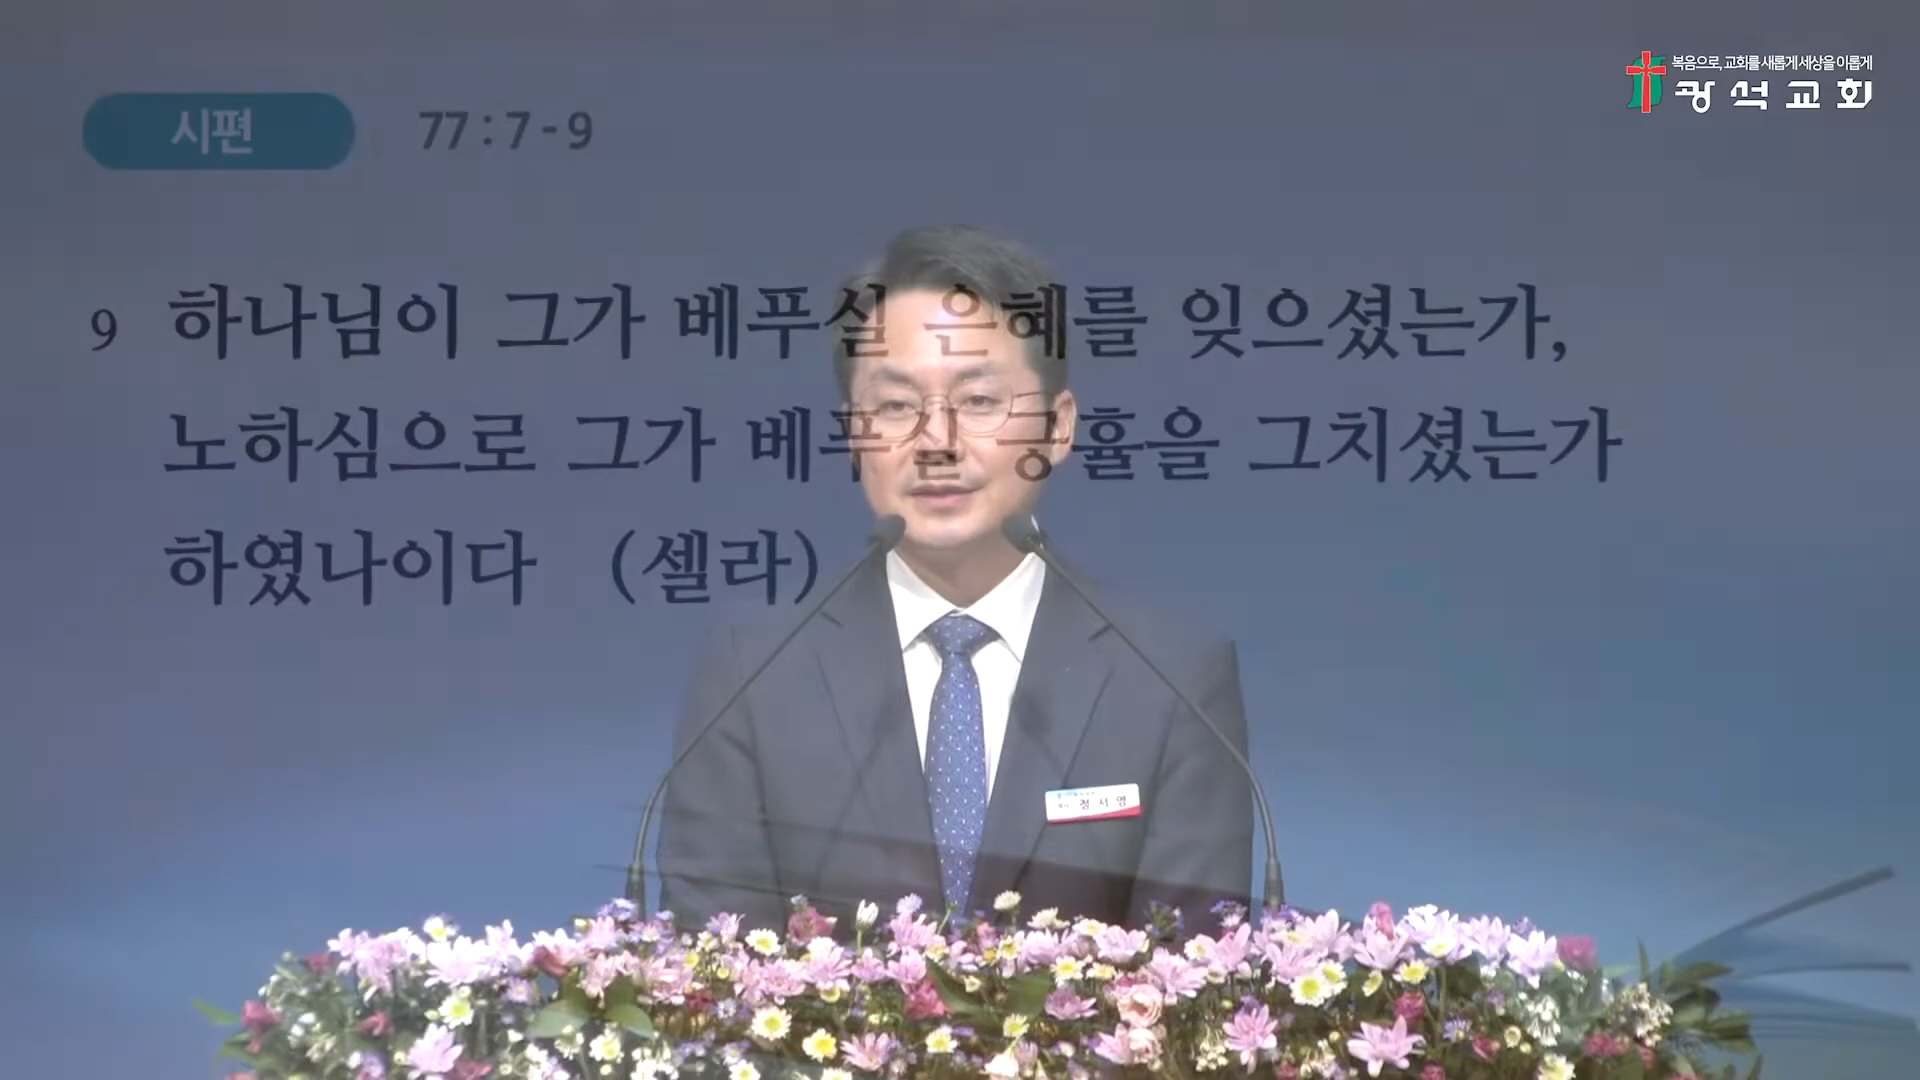 복음으로, 교회를 새롭게 세상을 이롭게
광석교회
시편 77 : 7 - 9
9 하나님이 그가 베푸실 은혜를 잊으셨는가,
노하심으로 그가 베푸실 긍휼을 그치셨는가
하였나이다 (셀라)
정서영